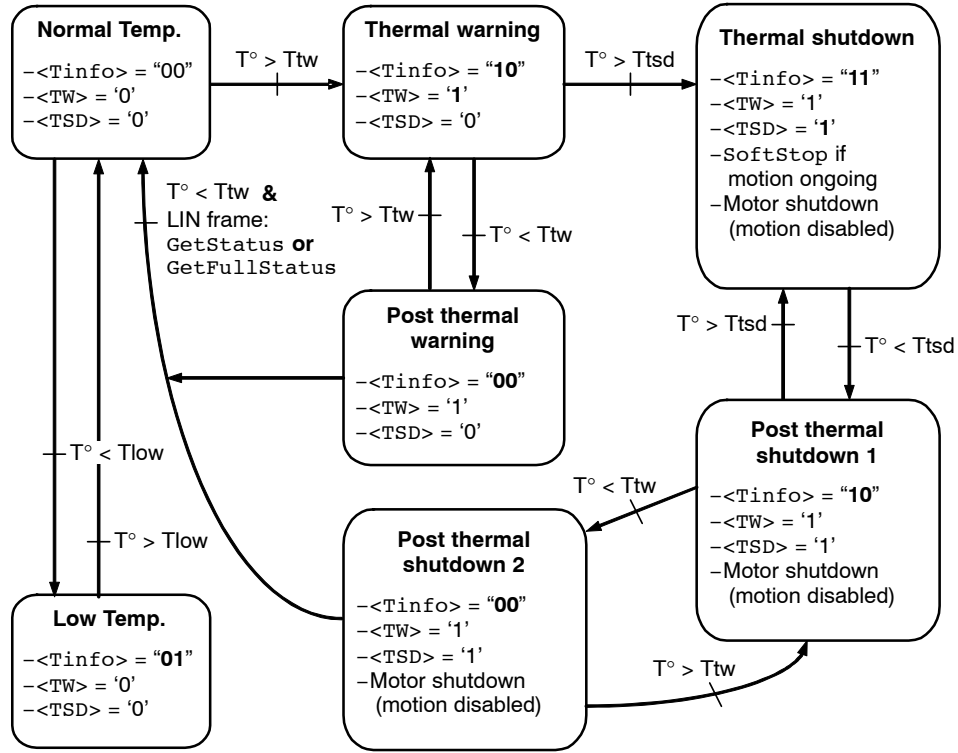 Normal Temp.
–<Tinfo> = “00”
–<TW> = ‘0’
–<TSD> = ‘0’
T° > Ttw
Thermal warning
–<Tinfo> = “10”
–<TW> = ‘1’
–<TSD> = ‘0’
T° > Ttsd
Thermal shutdown
–<Tinfo> = “11”
–<TW> = ‘1’
–<TSD> = ‘1’
–SoftStop if
motion ongoing
–Motor shutdown
(motion disabled)
T° < Ttw &
LIN frame:
GetStatus or
GetFullStatus
T° > Ttw
T° < Ttw
Post thermal
warning
–<Tinfo> = “00”
–<TW> = ‘1’
–<TSD> = ‘0’
T° > Ttsd
T° < Ttsd
Post thermal
shutdown 1
–<Tinfo> = “10”
–<TW> = ‘1’
–<TSD> = ‘1’
–Motor shutdown
(motion disabled)
T° < Tlow
T° > Tlow
T° < Ttw
Post thermal
shutdown 2
–<Tinfo> = “00”
–<TW> = ‘1’
–<TSD> = ‘1’
–Motor shutdown
(motion disabled)
T° > Ttw
Low Temp.
–<Tinfo> = “01”
–<TW> = ‘0’
–<TSD> = ‘0’